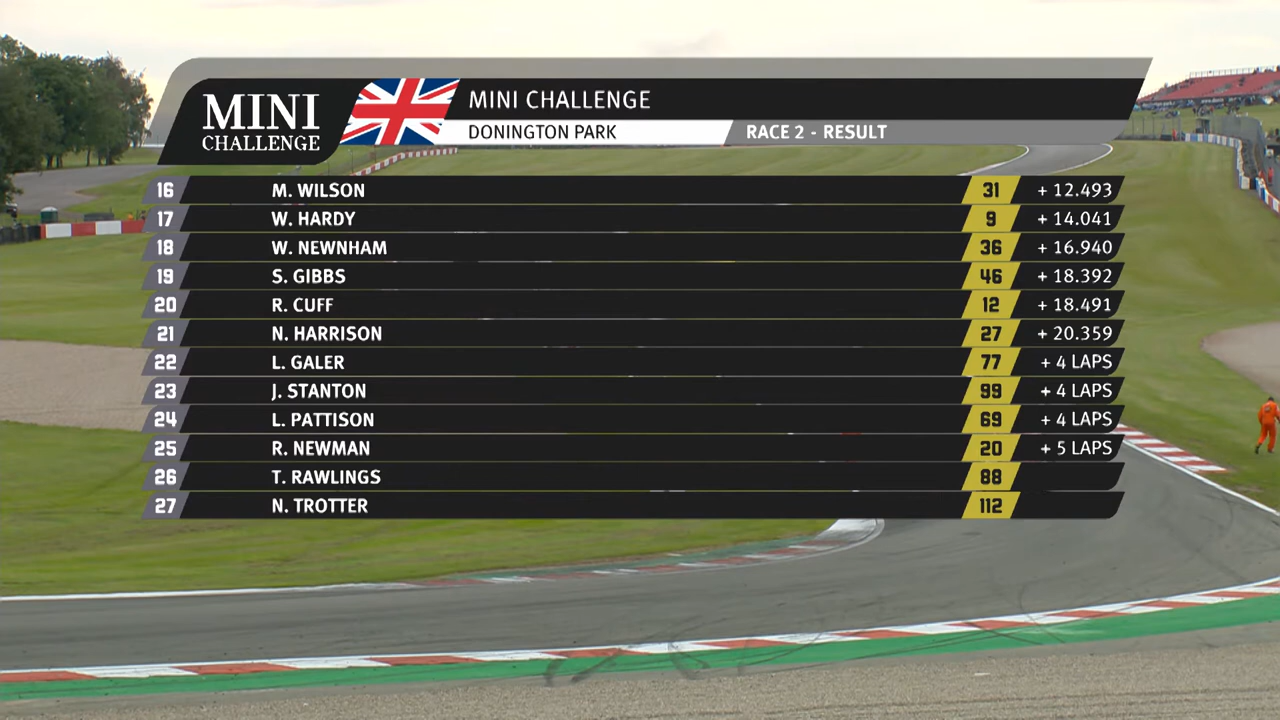 MINI
CHALLENGE
MINI CHALLENGE
DONINGTON PARK
RACE 2 - RESULT
16 M. WILSON 31 + 12.493
17 W. HARDY 9 + 14.041
18 W. NEWNHAM 36 + 16.940
19 S. GIBBS 46 + 18.392
20 R. CUFF 12 + 18.491
21 N. HARRISON 27 + 20.359
22 L. GALER 77 + 4 LAPS
23 J. STANTON 99 + 4 LAPS
24 L. PATTISON 69 + 4 LAPS
25 R. NEWMAN 20 + 5 LAPS
26 T. RAWLINGS 88
27 N. TROTTER 112